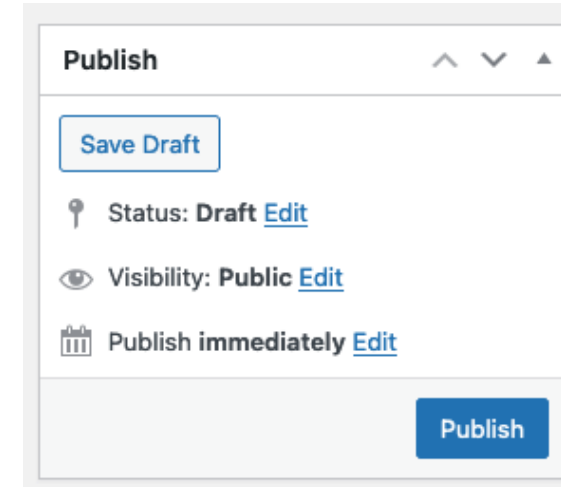 Publish
Save Draft
Status: Draft Edit
Visibility: Public Edit
Publish immediately Edit
Publish